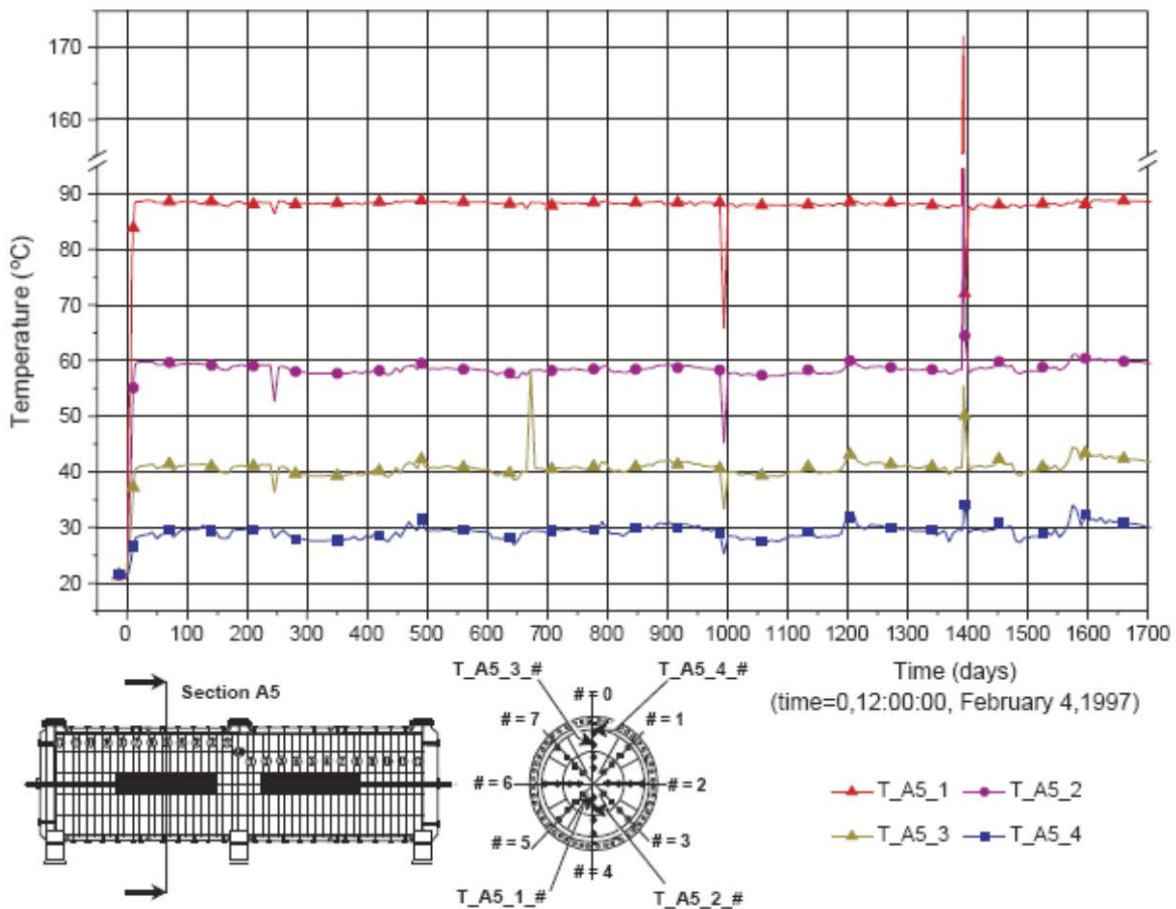 170
160
90
80
70
60
50
40
30
20
Temperature (ºC)
0 100 200 300 400 500 600 700 800 900 1000 1100 1200 1300 1400 1500 1600 1700
Time (days)
(time=0,12:00:00, February 4,1997)
Section A5
T_A5_3_#
T_A5_4_#
# = 0
# = 7
# = 1
# = 6
# = 2
# = 5
# = 3
# = 4
T_A5_1_#
T_A5_2_#
T_A5_1
T_A5_2
T_A5_3
T_A5_4